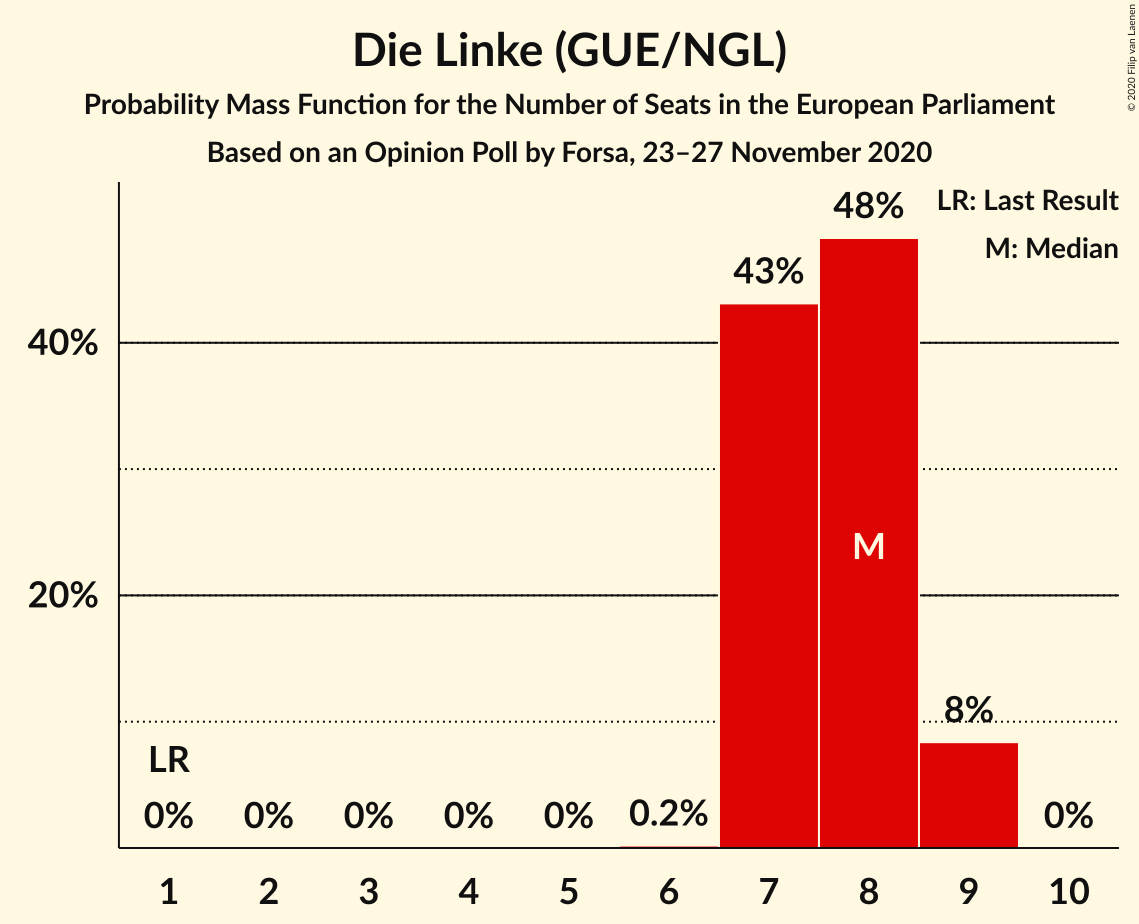 Die Linke (GUE/NGL)
Probability Mass Function for the Number of Seats in the European Parliament
Based on an Opinion Poll by Forsa, 23–27 November 2020
© 2020 Filip van Laenen
LR: Last Result
M: Median
48%
43%
40%
M
20%
8%
LR
0% 0% 0% 0% 0% 0.2% 0%
1 2 3 4 5 6 7 8 9 10